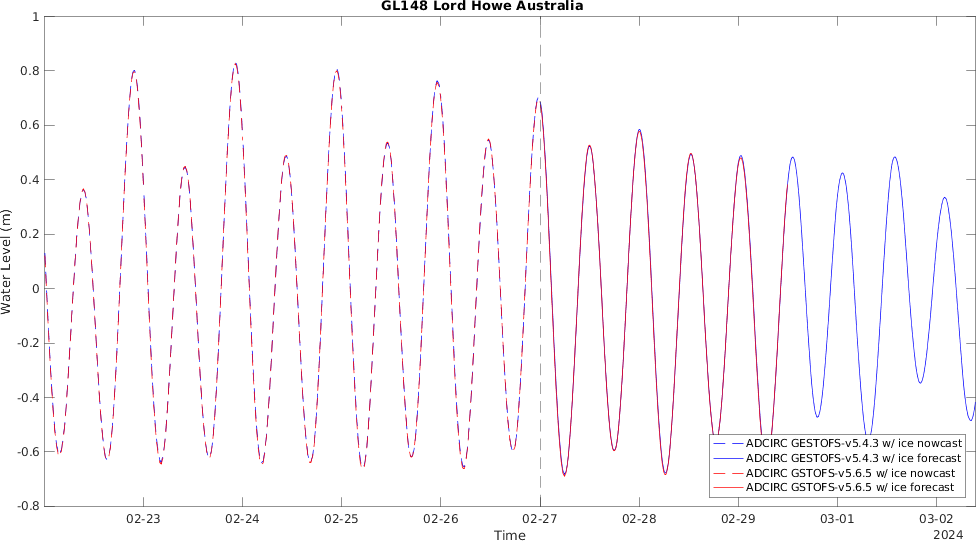 GL148 Lord Howe Australia
1
0.8
0.6
0.4
0.2
0
-0.2
-0.4
-0.6
-0.8
Water Level (m)
02-23 02-24 02-25 02-26 02-27 02-28 02-29 03-01 03-02
Time
2024
ADCIRC GESTOFS-v5.4.3 w/ ice nowcast
ADCIRC GESTOFS-v5.4.3 w/ ice forecast
ADCIRC GSTOFS-v5.6.5 w/ ice nowcast
ADCIRC GSTOFS-v5.6.5 w/ ice forecast